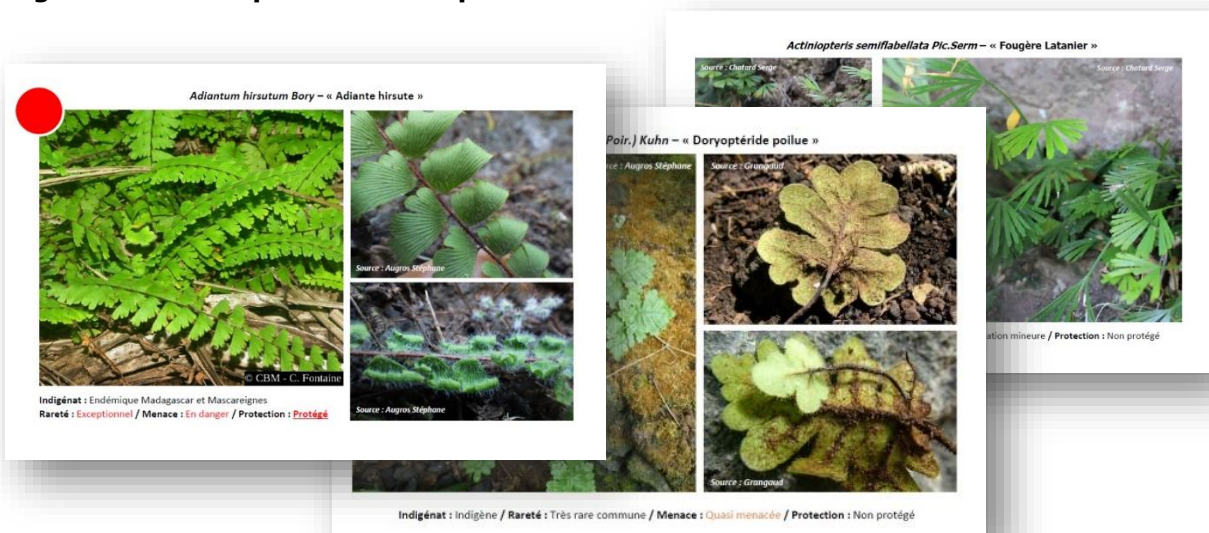 Actiniopteris semiflabellata Pic.Serm – « Fougère Latanier »
Source : Chatard Serge
Source : Chatard Serge
Adiantum hirsutum Bory – « Adiante hirsute »
Poir.) Kuhn – « Doryoptéride poilue »
: Augros Stéphane
Source : Grangaud
Source : Augros Stéphane
Source : Grangaud
mineure / Protection : Non protégé
© CBM - C. Fontaine
Indigénat : Endémique Madagascar et Mascareignes
Rareté : Exceptionnel / Menace : En danger / Protection : Protégé
Source : Augros Stéphane
Indigénat : Indigène / Rareté : Très rare commune / Menace : Quasi menacée / Protection : Non protégé